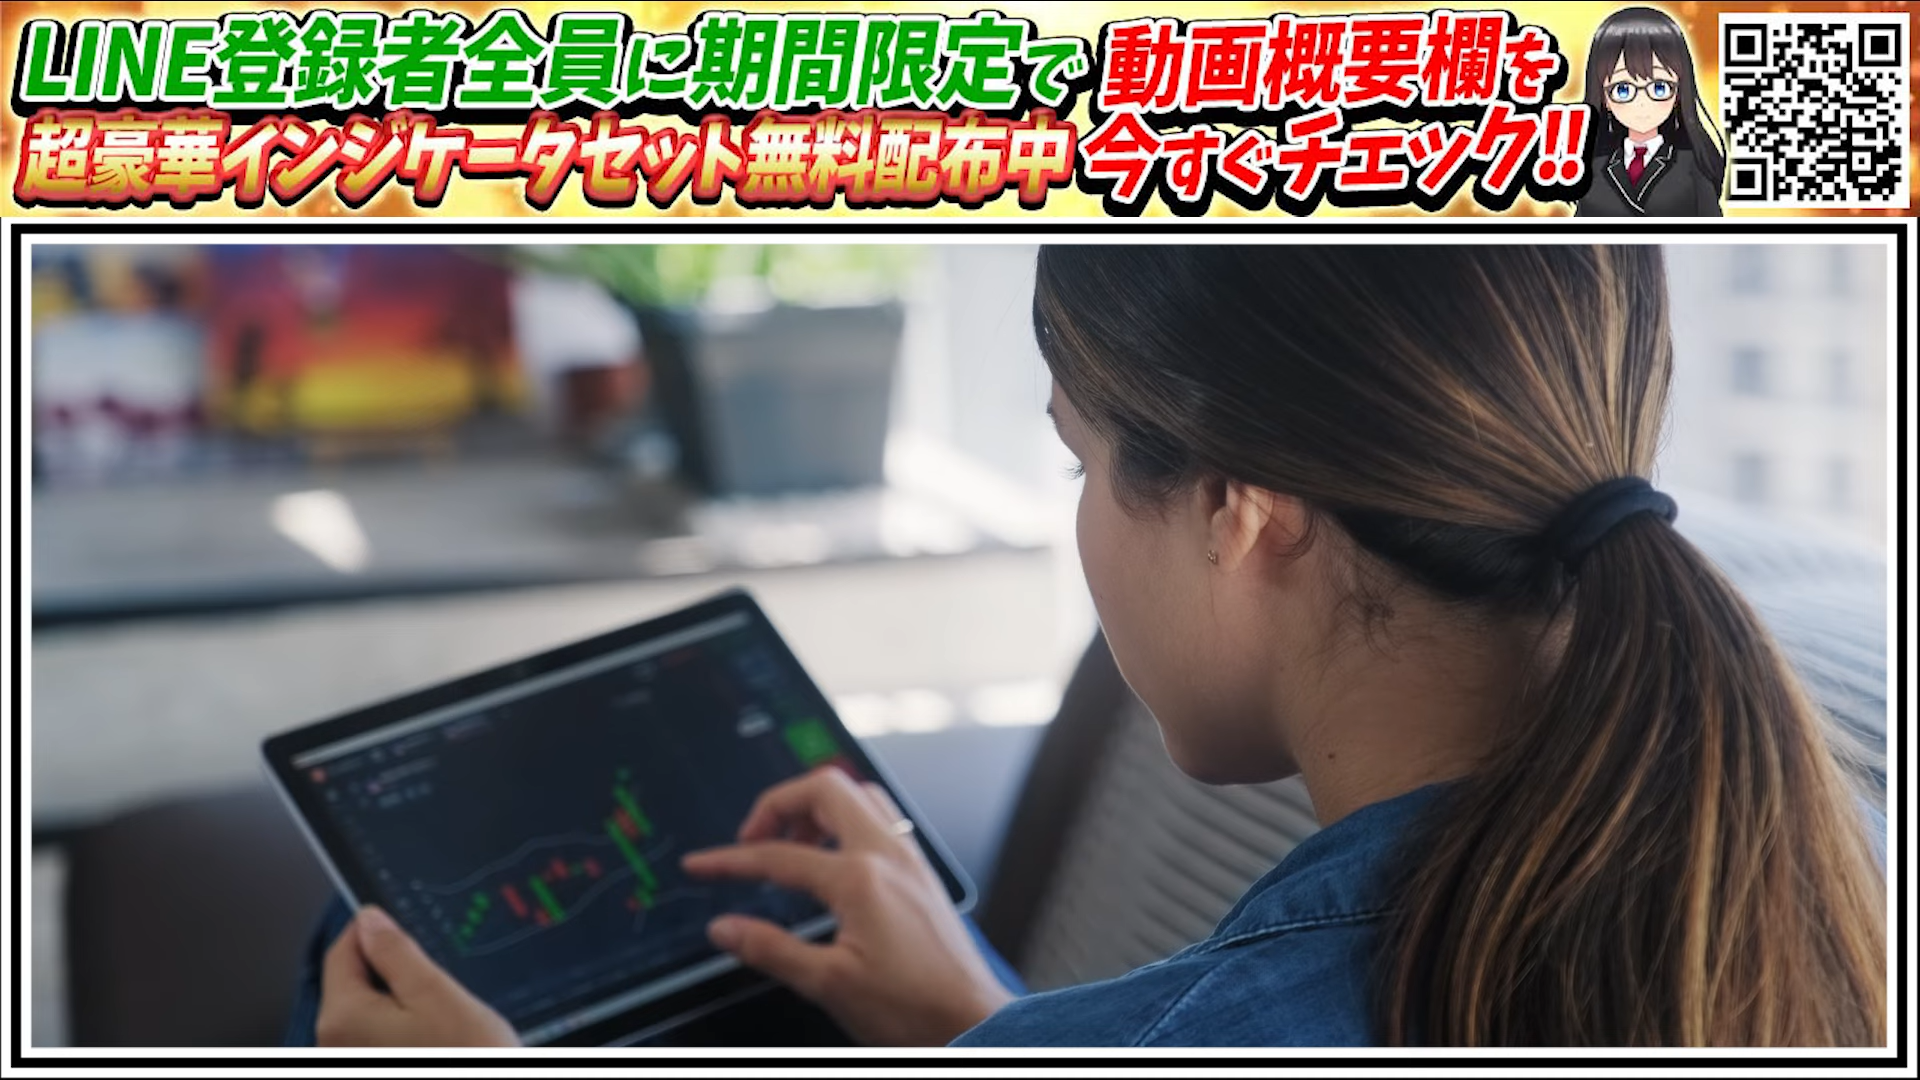 LINE登録者全員に期間限定で
超豪華インジケータセット無料配布中
動画概要欄を
今すぐチェック!!